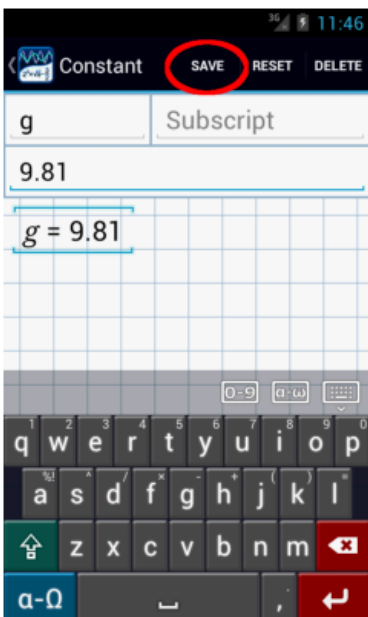 3G 11:46
Constant SAVE RESET DELETE
g Subscript
9.81
g = 9.81
0-9 α-ω
1 2 3 4 5 6 7 8 9 0
q w e r t y u i o p
%! ^ / × - + ( ) =
a s d f g h j k l
z x c v b n m
α-Ω , .